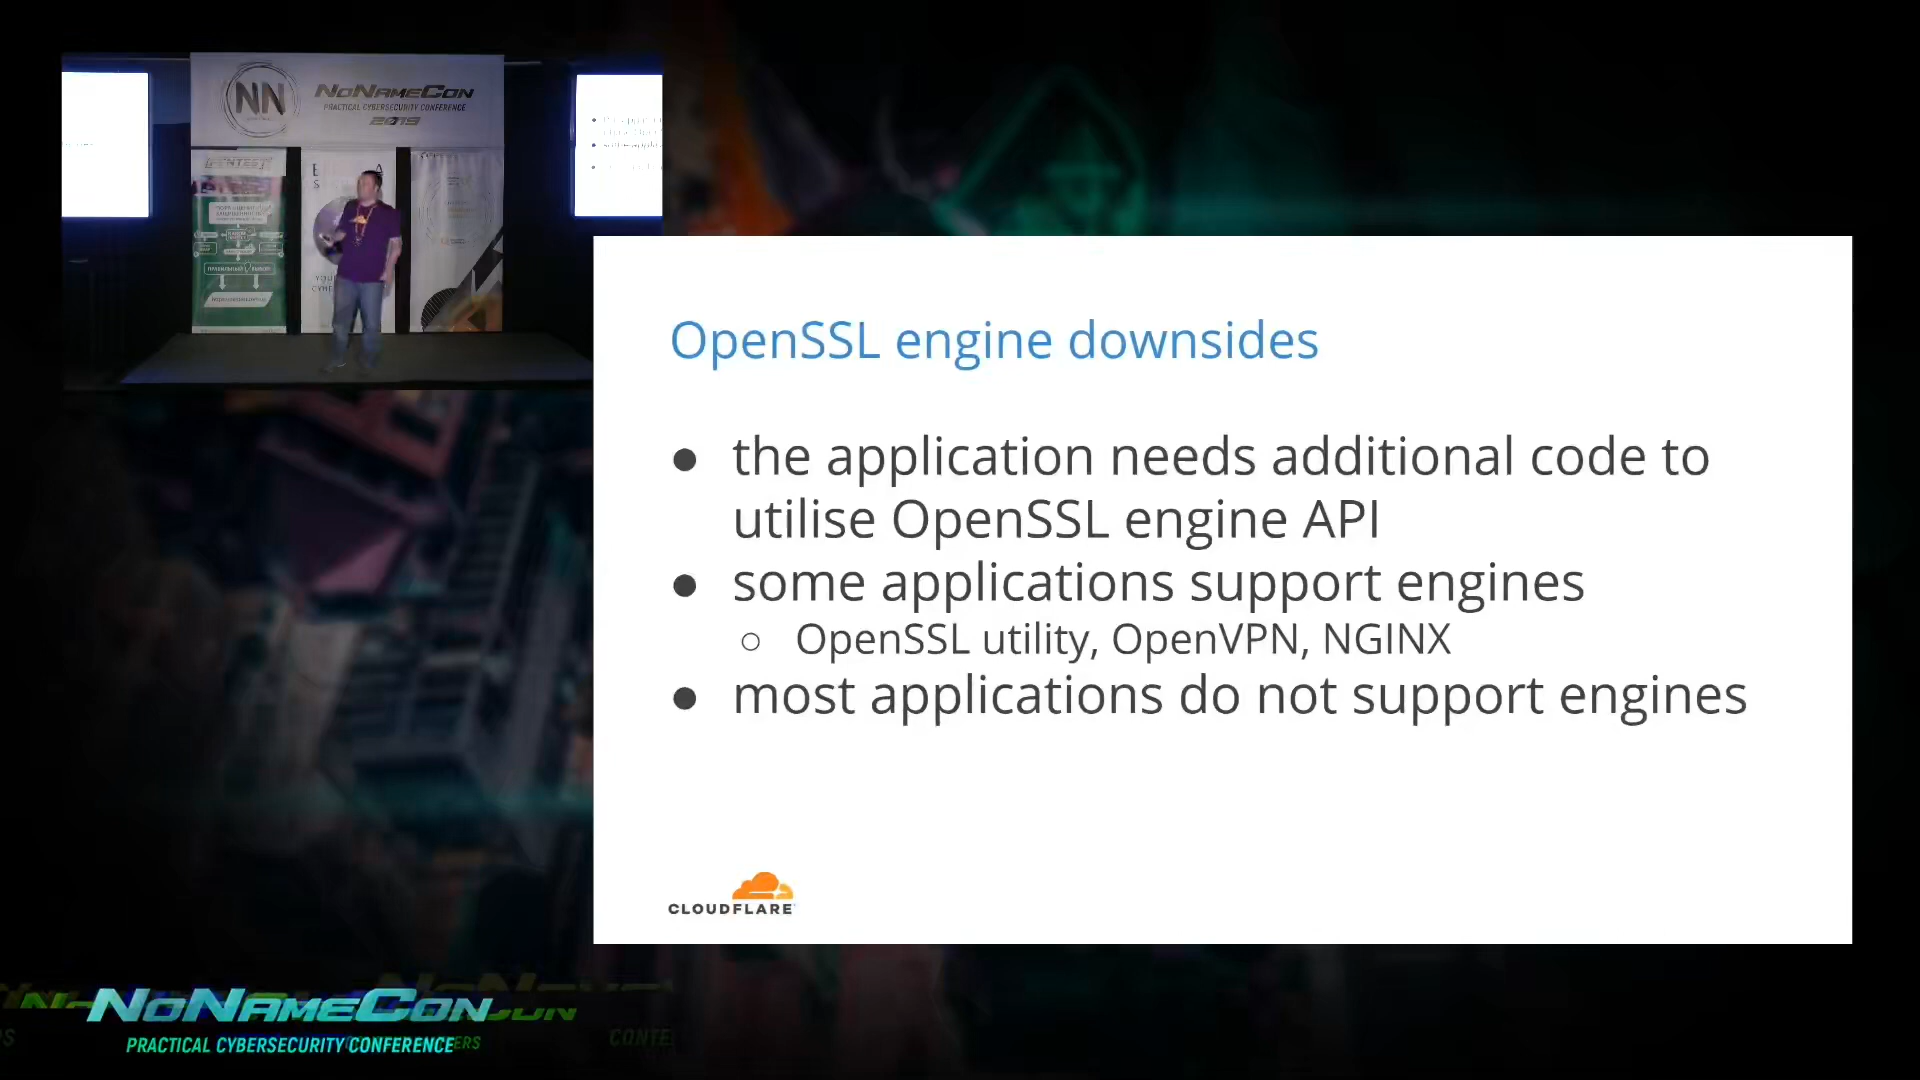 NN
NoNameCon
PRACTICAL CYBERSECURITY CONFERENCE
2019
OpenSSL engine downsides
● the application needs additional code to
utilise OpenSSL engine API
● some applications support engines
○ OpenSSL utility, OpenVPN, NGINX
● most applications do not support engines
CLOUDFLARE
NoNameCon
PRACTICAL CYBERSECURITY CONFERENCE